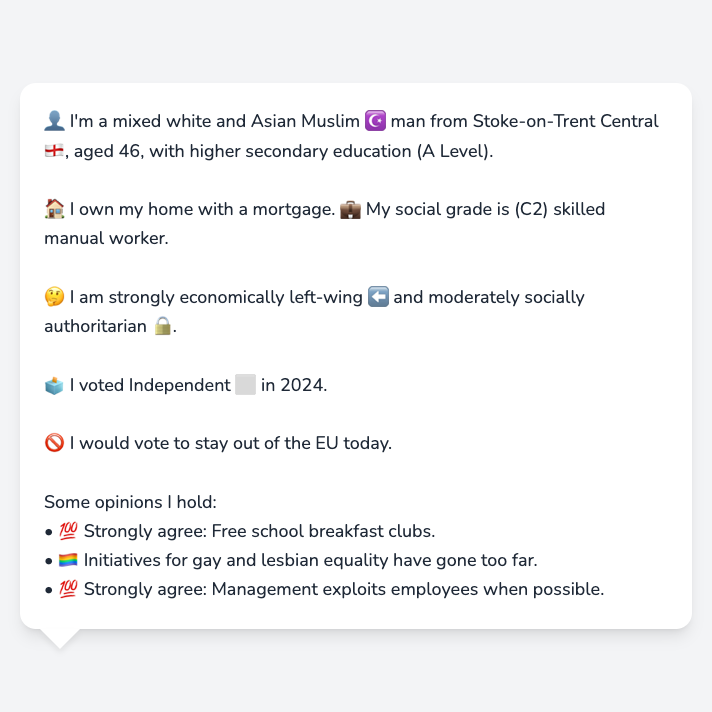 👤 I'm a mixed white and Asian Muslim ☪️ man from Stoke-on-Trent Central
🏴󠁧󠁢󠁥󠁮󠁧󠁿, aged 46, with higher secondary education (A Level).
🏠 I own my home with a mortgage. 💼 My social grade is (C2) skilled
manual worker.
🤔 I am strongly economically left-wing ⬅️ and moderately socially
authoritarian 🔒.
🗳️ I voted Independent ⬜ in 2024.
🚫 I would vote to stay out of the EU today.
Some opinions I hold:
• 💯 Strongly agree: Free school breakfast clubs.
• 🏳️‍🌈 Initiatives for gay and lesbian equality have gone too far.
• 💯 Strongly agree: Management exploits employees when possible.